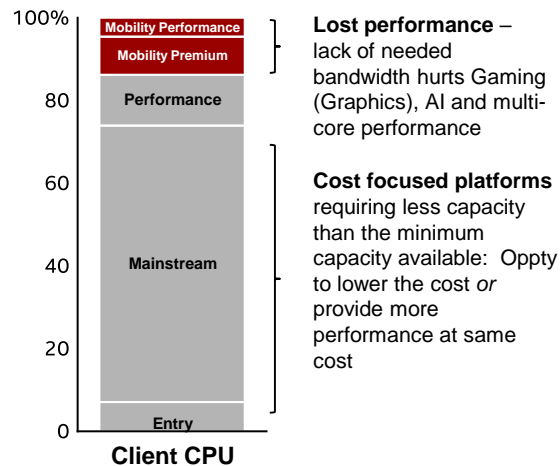 100%
80
60
40
20
0
Mobility Performance
Mobility Premium
Performance
Mainstream
Entry
Client CPU
Lost performance –
lack of needed
bandwidth hurts Gaming
(Graphics), AI and multi-
core performance
Cost focused platforms
requiring less capacity
than the minimum
capacity available:  Oppty
to lower the cost or
provide more
performance at same
cost